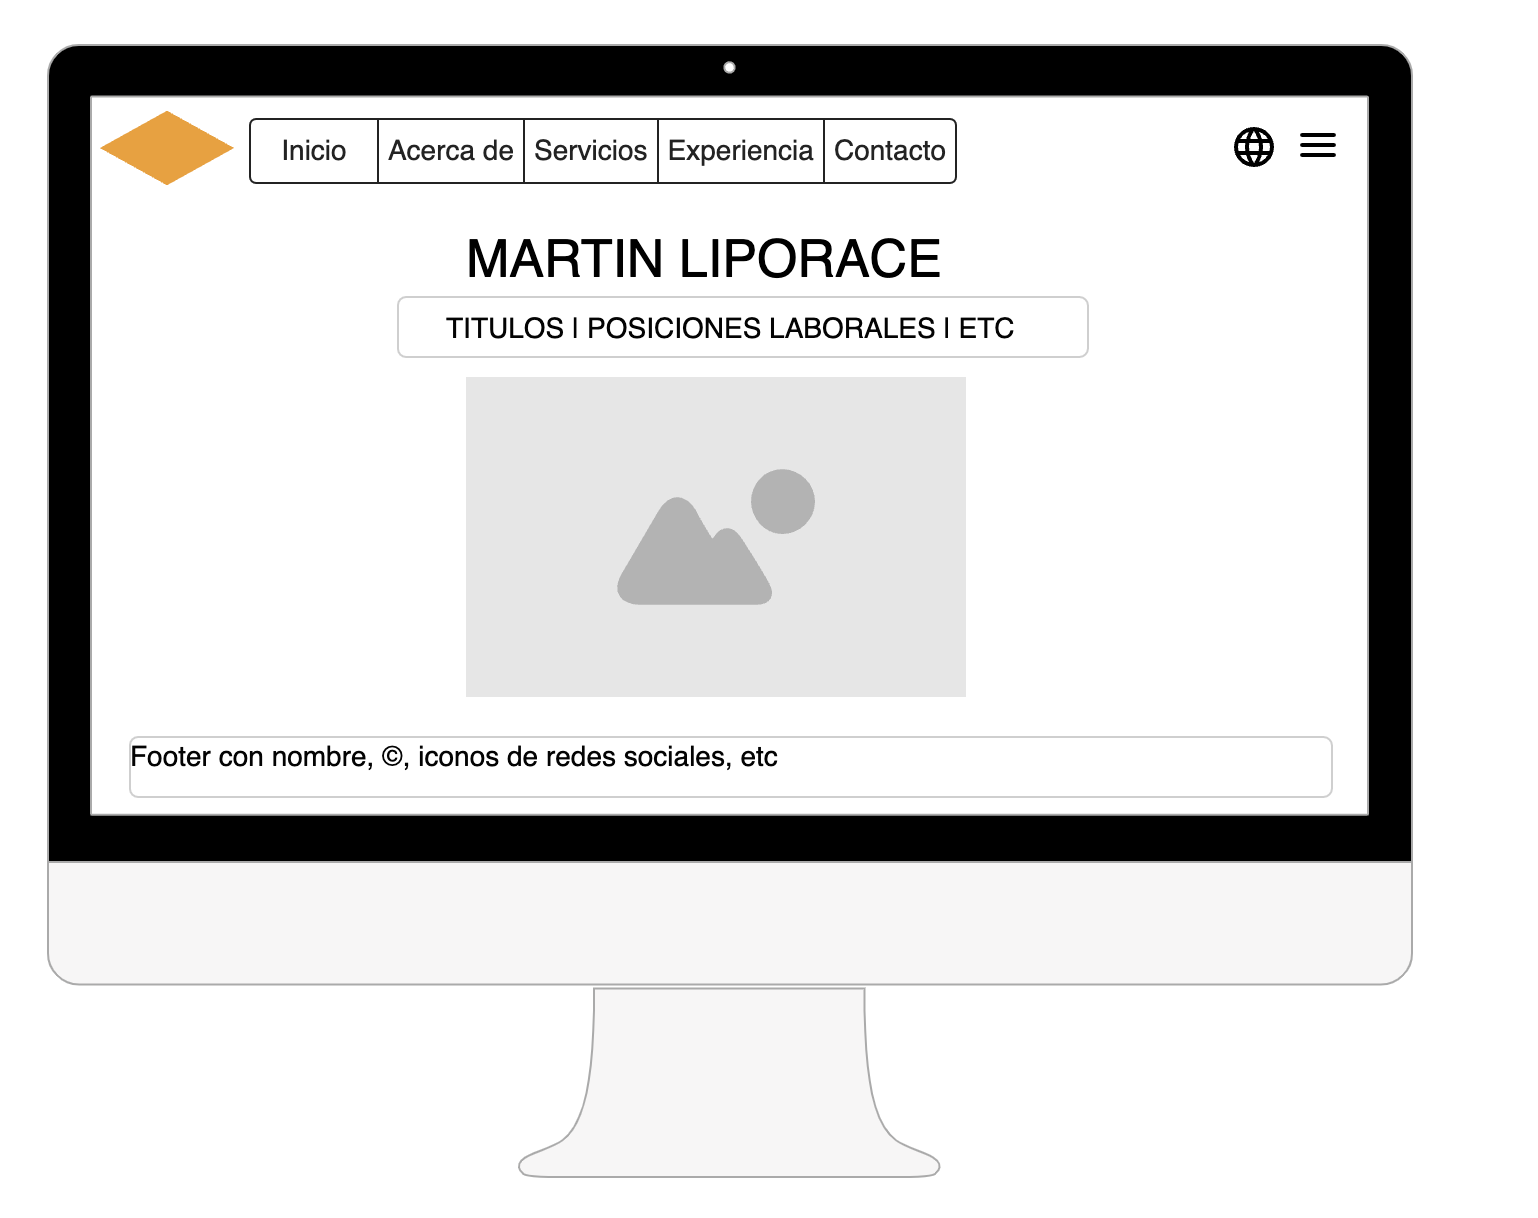 Inicio Acerca de Servicios Experiencia Contacto
MARTIN LIPORACE
TITULOS | POSICIONES LABORALES | ETC
Footer con nombre, ©, iconos de redes sociales, etc